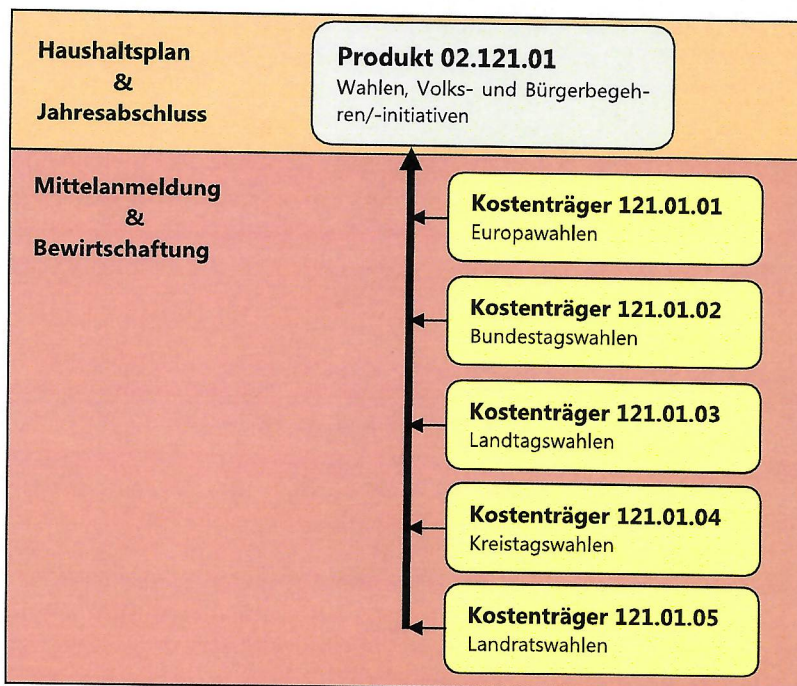 Haushaltsplan
&
Jahresabschluss
Produkt 02.121.01
Wahlen, Volks- und Bürgerbegeh-
ren/-initiativen
Mittelanmeldung
&
Bewirtschaftung
Kostenträger 121.01.01
Europawahlen
Kostenträger 121.01.02
Bundestagswahlen
Kostenträger 121.01.03
Landtagswahlen
Kostenträger 121.01.04
Kreistagswahlen
Kostenträger 121.01.05
Landratswahlen